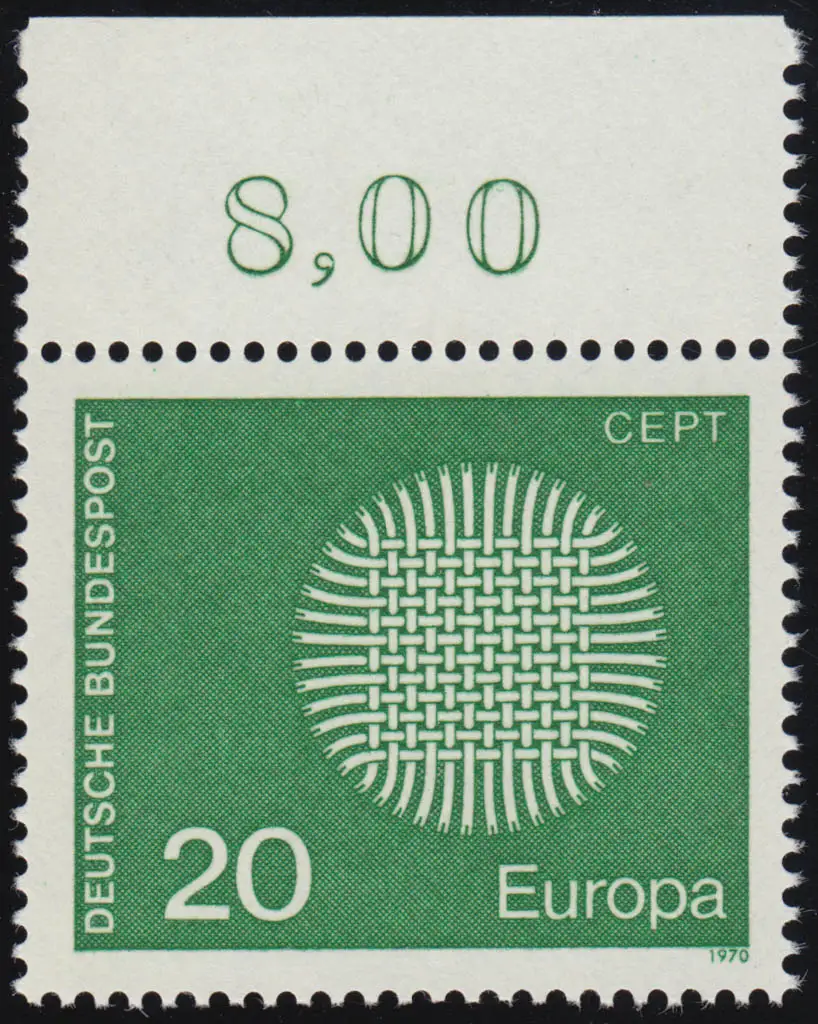 8,00
CEPT
DEUTSCHE BUNDESPOST
20
Europa
1970